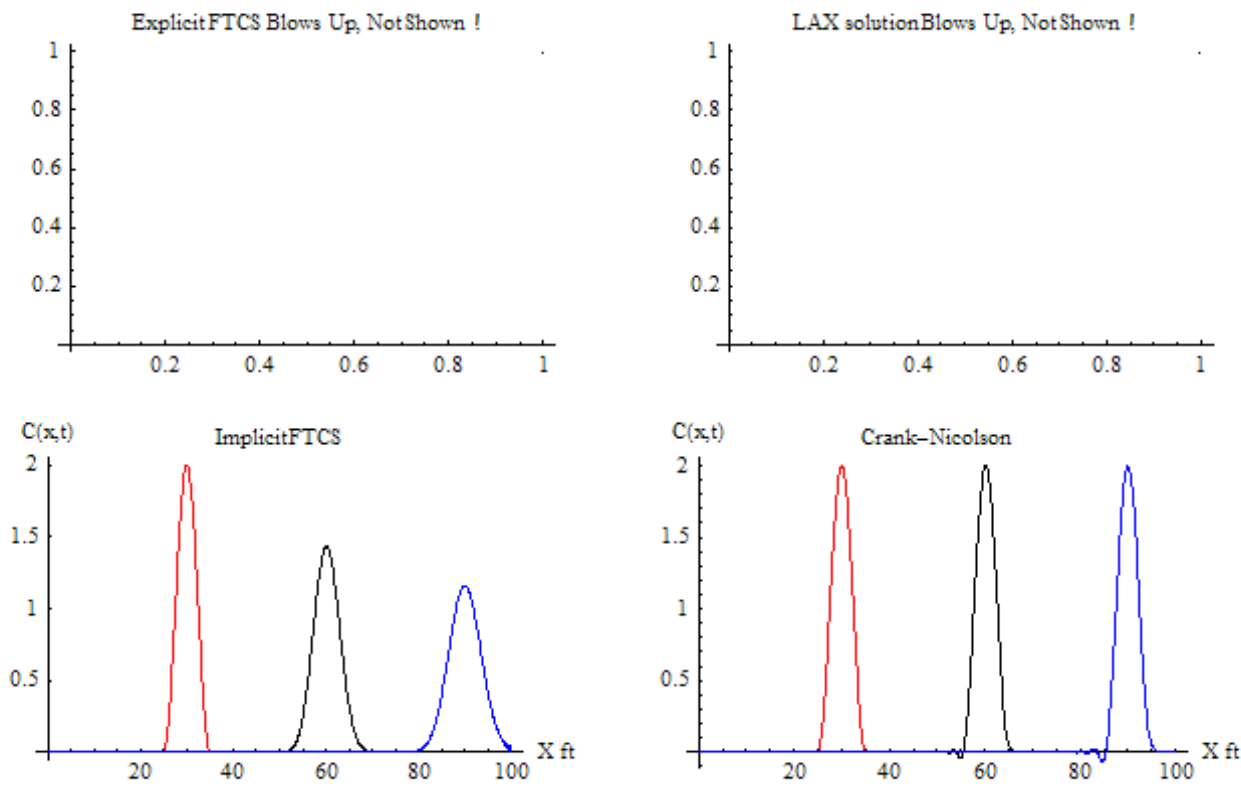 Explicit FTCS Blows Up, Not Shown !
1
0.8
0.6
0.4
0.2
0.2 0.4 0.6 0.8 1
LAX solution Blows Up, Not Shown !
1
0.8
0.6
0.4
0.2
0.2 0.4 0.6 0.8 1
C(x,t)
Implicit FTCS
2
1.5
1
0.5
20 40 60 80 100
X ft
C(x,t)
Crank–Nicolson
2
1.5
1
0.5
20 40 60 80 100
X ft